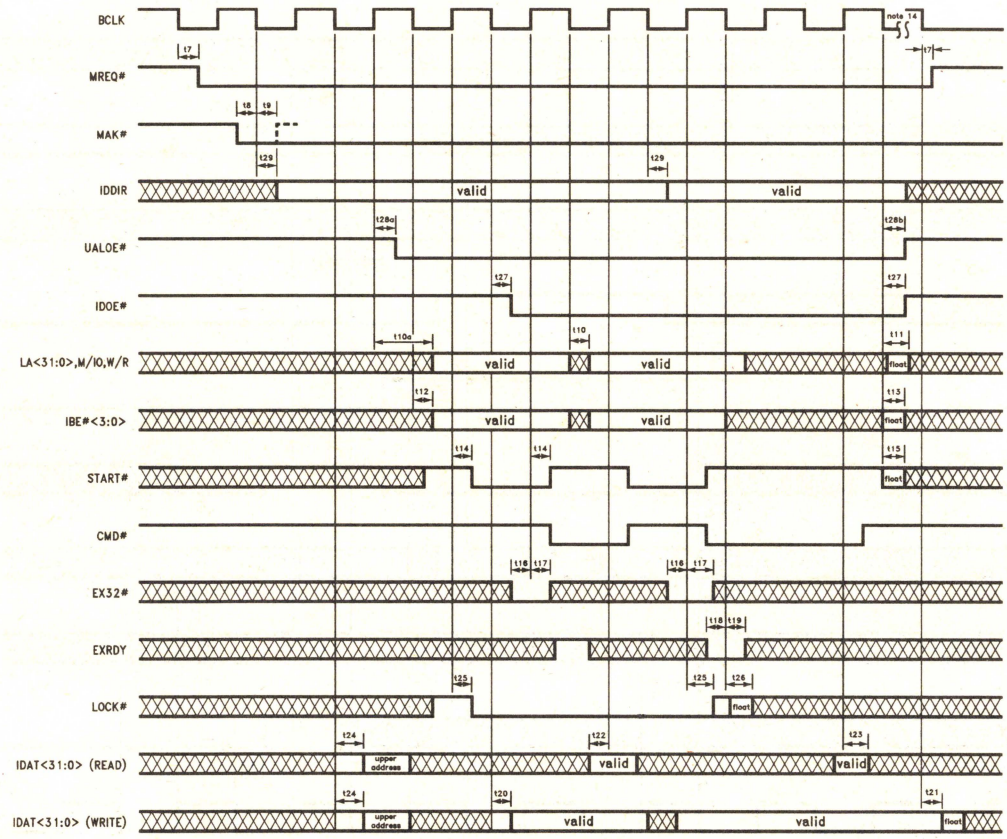 BCLK
note 14
t7
t7
MREQ#
t8 t9
MAK#
t29 t29
IDDIR valid valid
t28a t28b
UALOE#
t27 t27
IDOE#
t10a t10 t11
LA<31:0>,M/IO,W/R valid valid float
t12 t13
IBE#<3:0> valid valid float
t14 t14 t15
START# float
CMD#
t16 t17 t16 t17
EX32#
t18 t19
EXRDY
t25 t25 t26
LOCK# float
t24 t22 t23
IDAT<31:0> (READ) upper address valid valid
t24 t20 t21
IDAT<31:0> (WRITE) upper address valid valid float